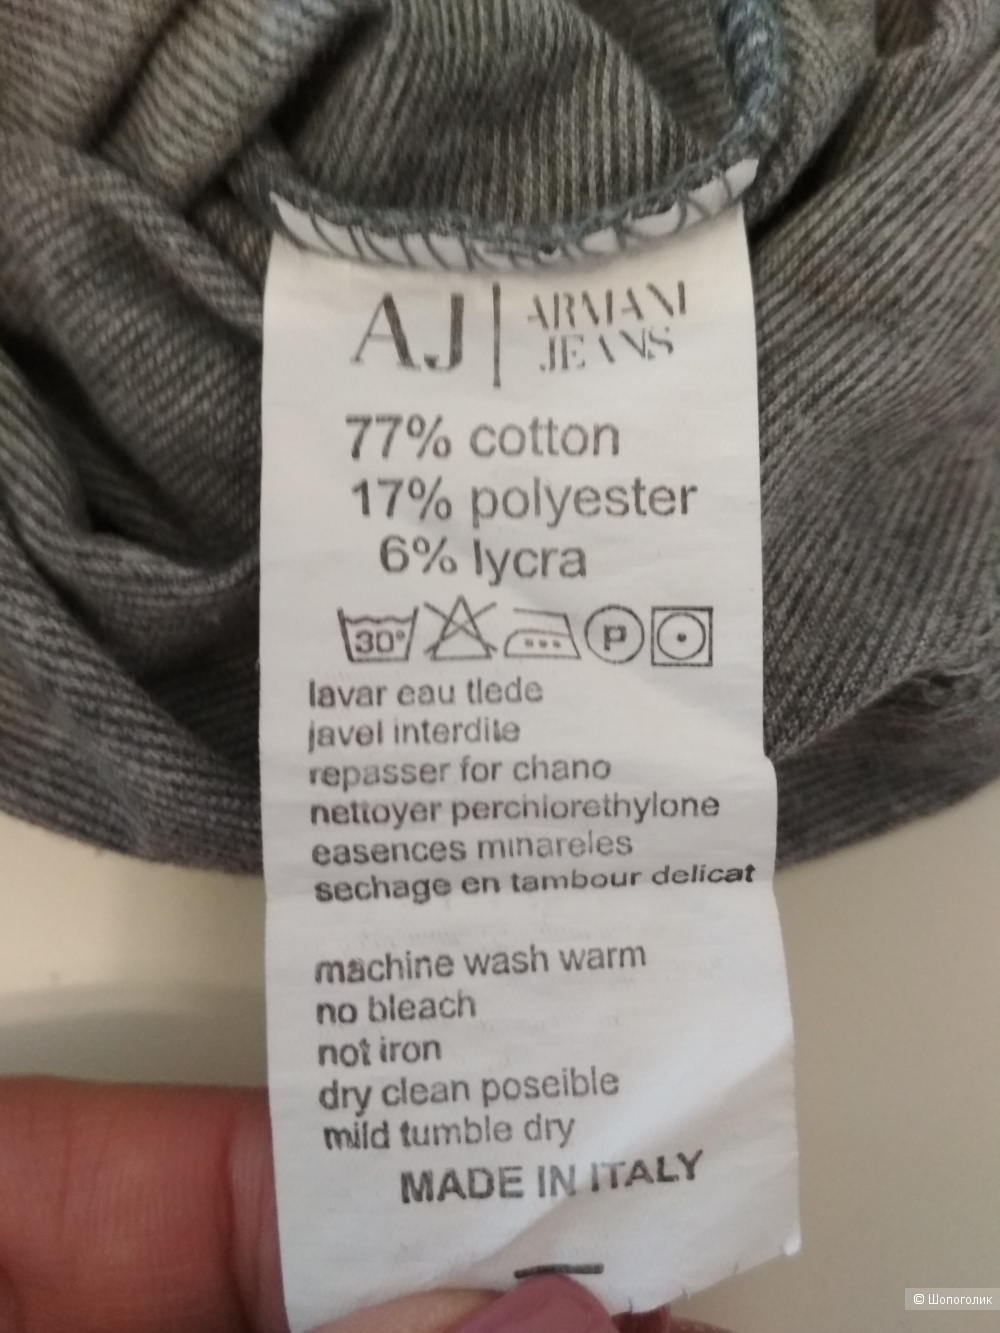 AJ | ARMANI
JEANS
77% cotton
17% polyester
6% lycra
30° P
lavar eau tlede
javel interdite
repasser for chano
nettoyer perchiorethylone
easences minareles
sechage en tambour delicat
machine wash warm
no bleach
not iron
dry clean poseible
mild tumble dry
MADE IN ITALY
© Шопоголик